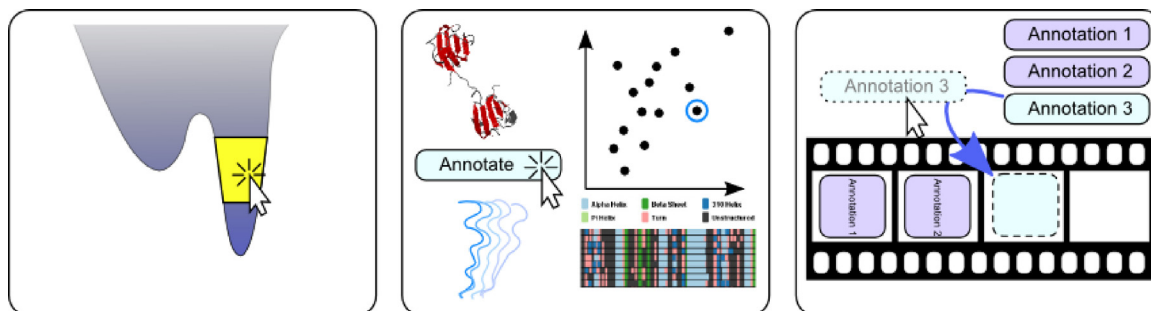 Annotate
Alpha Helix Beta Sheet 310 Helix
Pi Helix Turn Unstructured
Annotation 1
Annotation 2
Annotation 3
Annotation 3
Annotation 1
Annotation 2